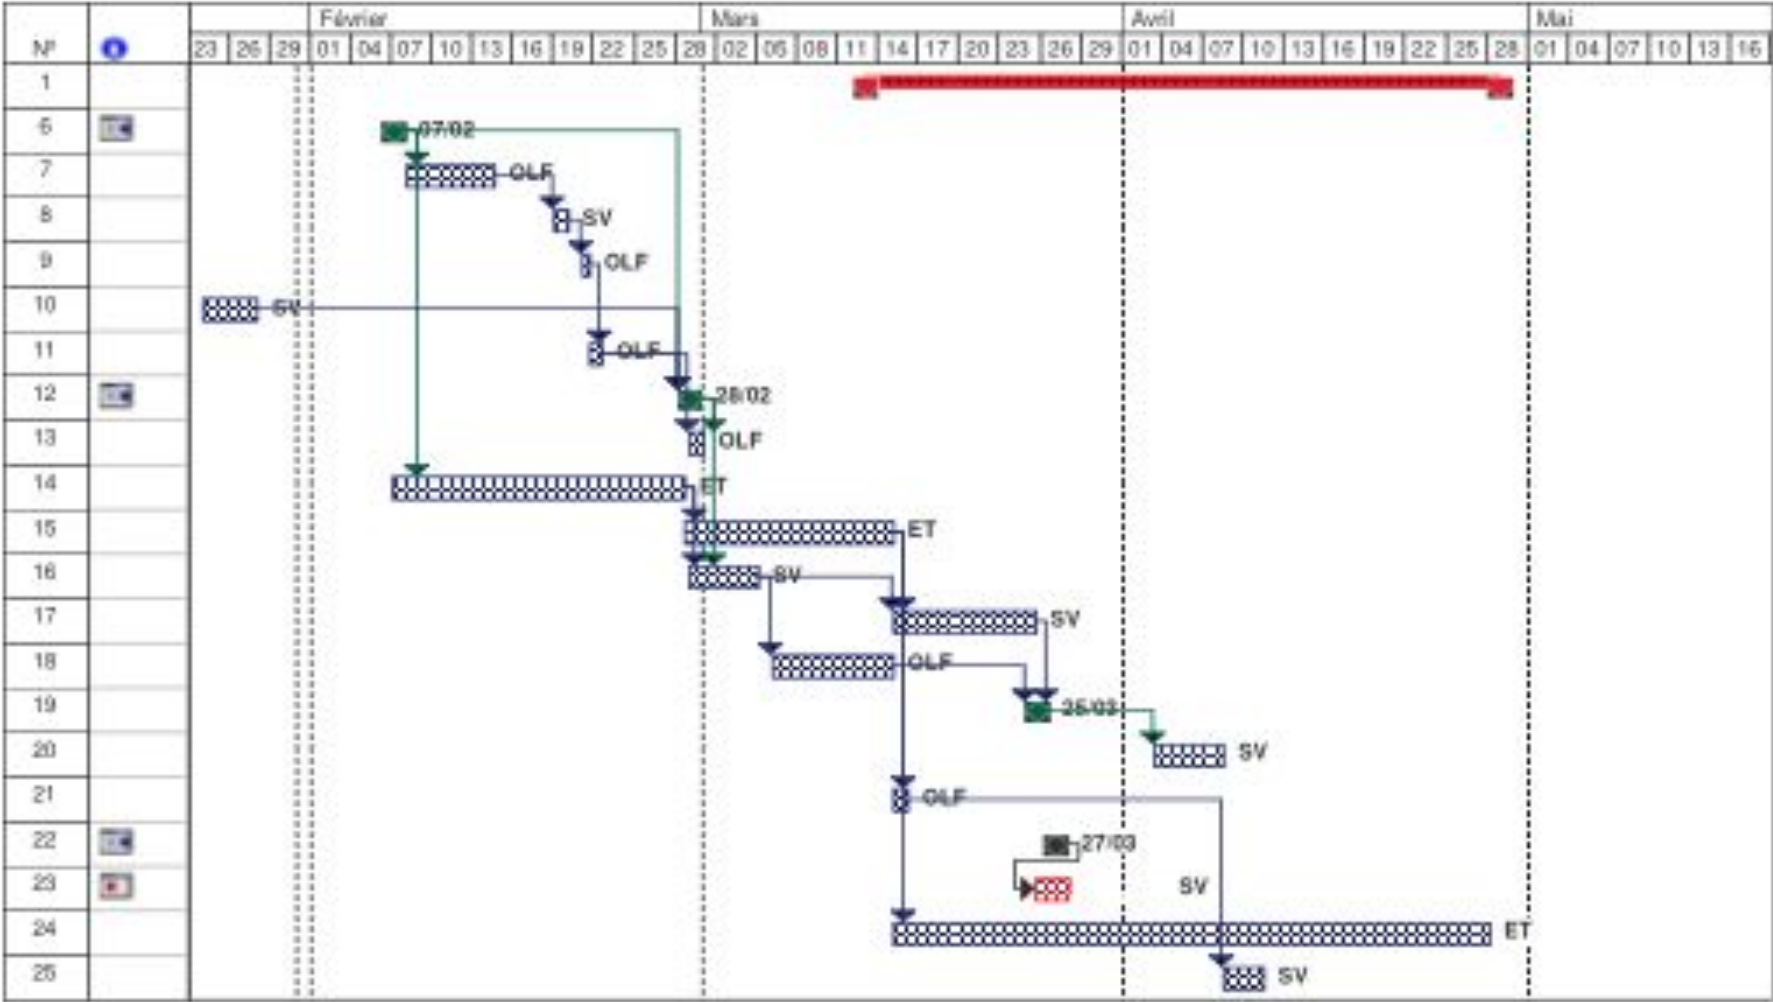 Février Mars Avril Mai
N° 23 26 29 01 04 07 10 13 16 19 22 25 28 02 05 08 11 14 17 20 23 26 29 01 04 07 10 13 16 19 22 25 28 01 04 07 10 13 16
1
6 07/02
7 OLF
8 SV
9 OLF
10 SV
11 OLF
12 28/02
13 OLF
14 ET
15 ET
16 SV
17 SV
18 OLF
19 25/03
20 SV
21 OLF
22 27/03
23 SV
24 ET
25 SV